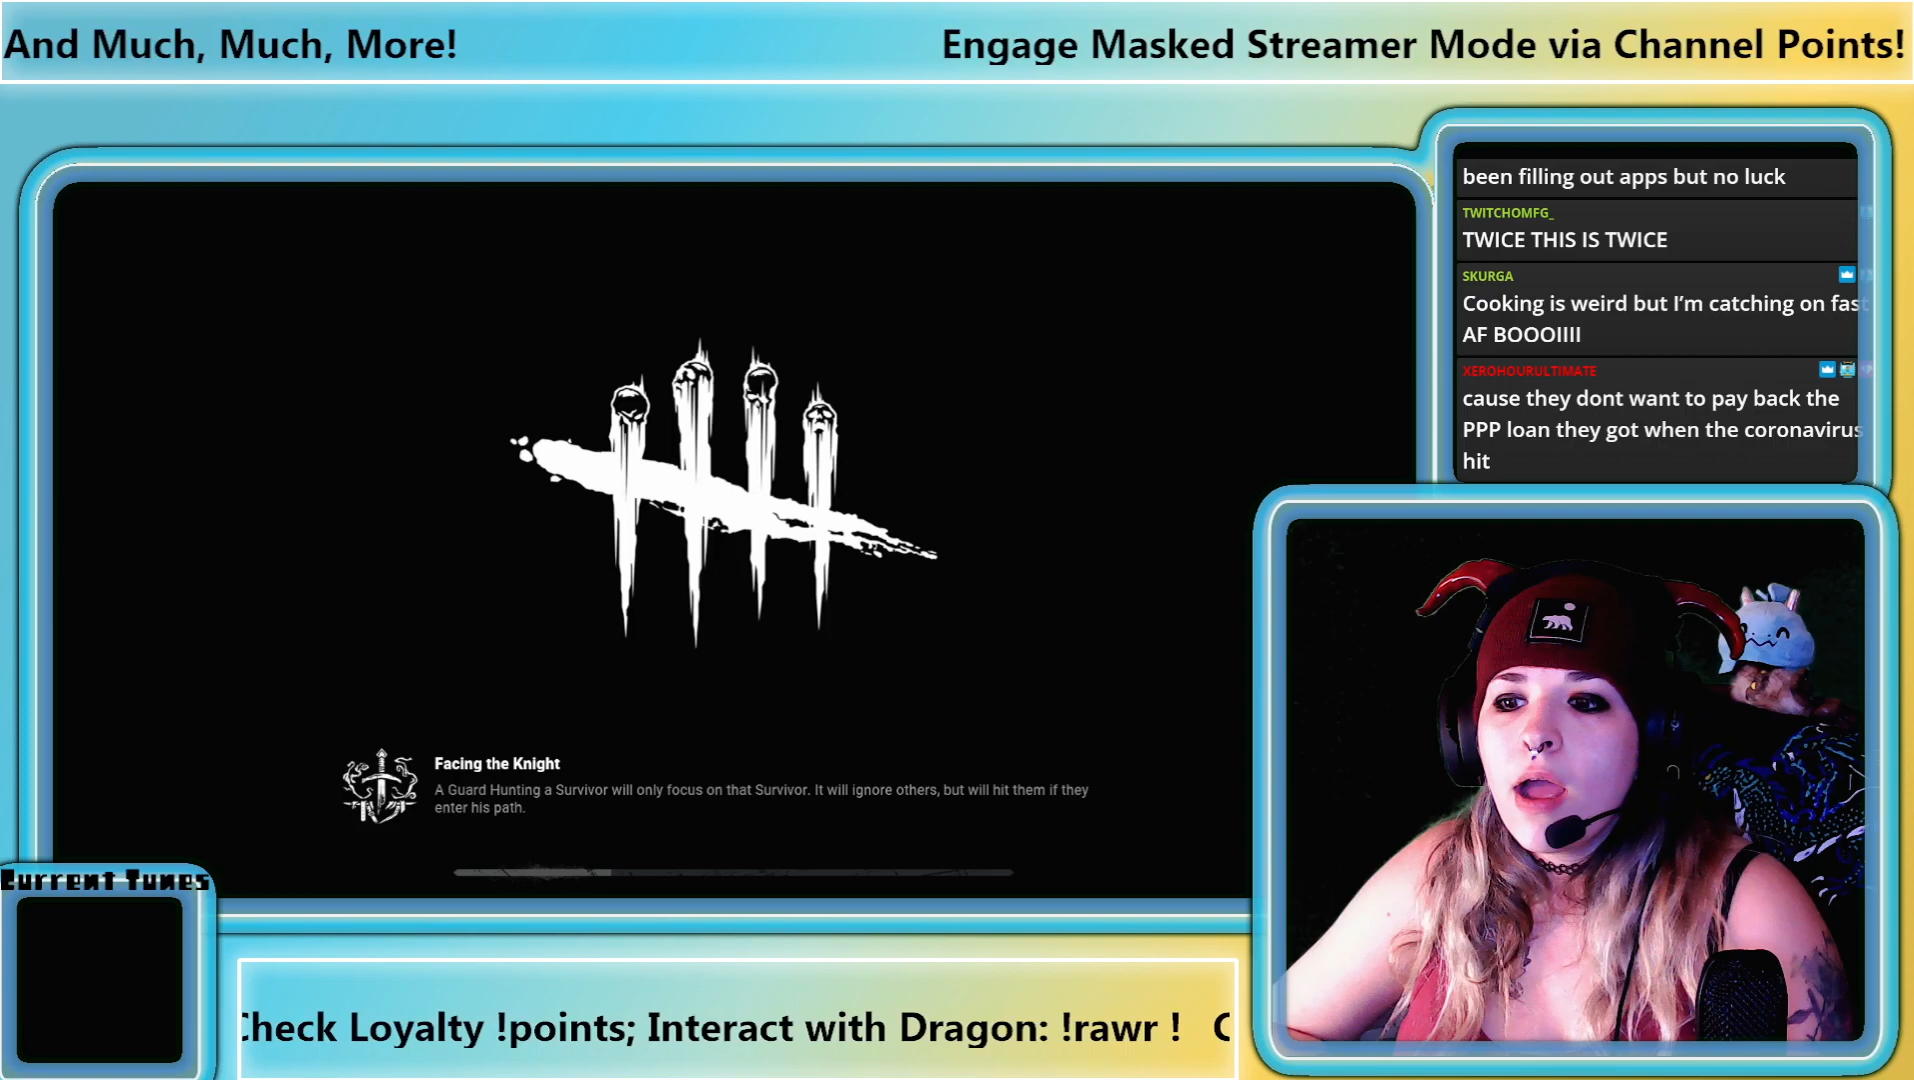 And Much, Much, More!
Engage Masked Streamer Mode via Channel Points!
been filling out apps but no luck
TWITCHOMFG_
TWICE THIS IS TWICE
SKURGA
Cooking is weird but I'm catching on fast
AF BOOOIIII
XEROHOURULTIMATE
cause they dont want to pay back the
PPP loan they got when the coronavirus
hit
Facing the Knight
A Guard Hunting a Survivor will only focus on that Survivor. It will ignore others, but will hit them if they
enter his path.
Current Tunes
Check Loyalty !points; Interact with Dragon: !rawr ! C